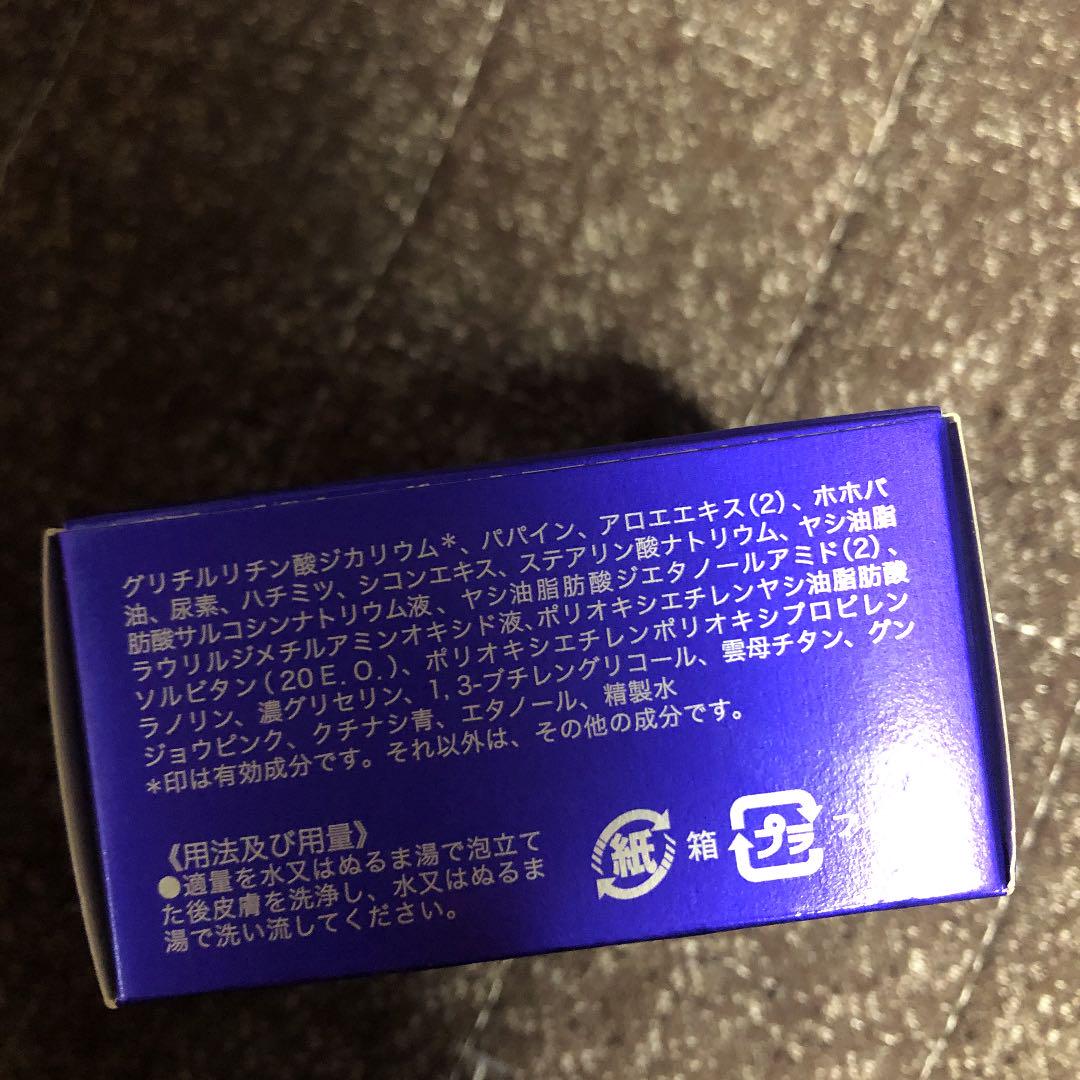 グリチルリチン酸ジカリウム*、パパイン、アロエエキス(2)、ホホバ
油、尿素、ハチミツ、シコンエキス、ステアリン酸ナトリウム、ヤシ油脂
肪酸サルコシンナトリウム液、ヤシ油脂肪酸ジエタノールアミド(2)、
ラウリルジメチルアミンオキシド液、ポリオキシエチレンヤシ油脂肪酸
ソルビタン(20E.O.)、ポリオキシエチレンポリオキシプロピレン
ラノリン、濃グリセリン、1,3-ブチレングリコール、雲母チタン、グン
ジョウピンク、クチナシ青、エタノール、精製水
*印は有効成分です。それ以外は、その他の成分です。
《用法及び用量》
●適量を水又はぬるま湯で泡立て
た後皮膚を洗浄し、水又はぬるま
湯で洗い流してください。
紙 箱 プラ